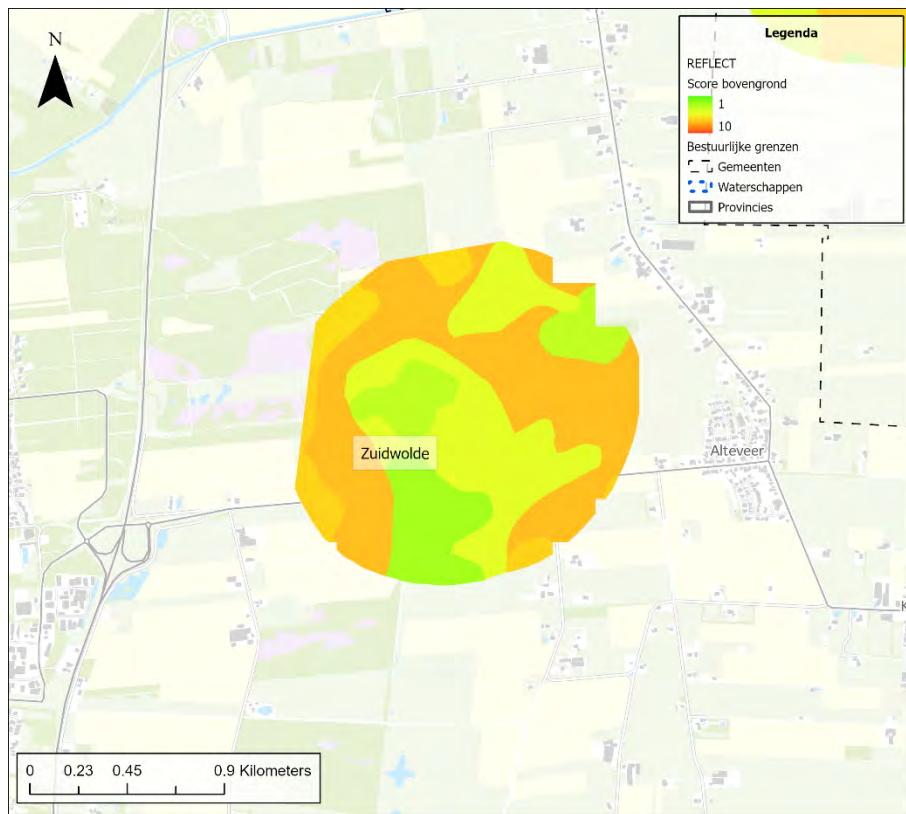 N
Legenda
REFLECT
Score bovengrond
1
10
Bestuurlijke grenzen
Gemeenten
Waterschappen
Provincies
Zuidwolde
Alteveer
0 0.23 0.45 0.9 Kilometers